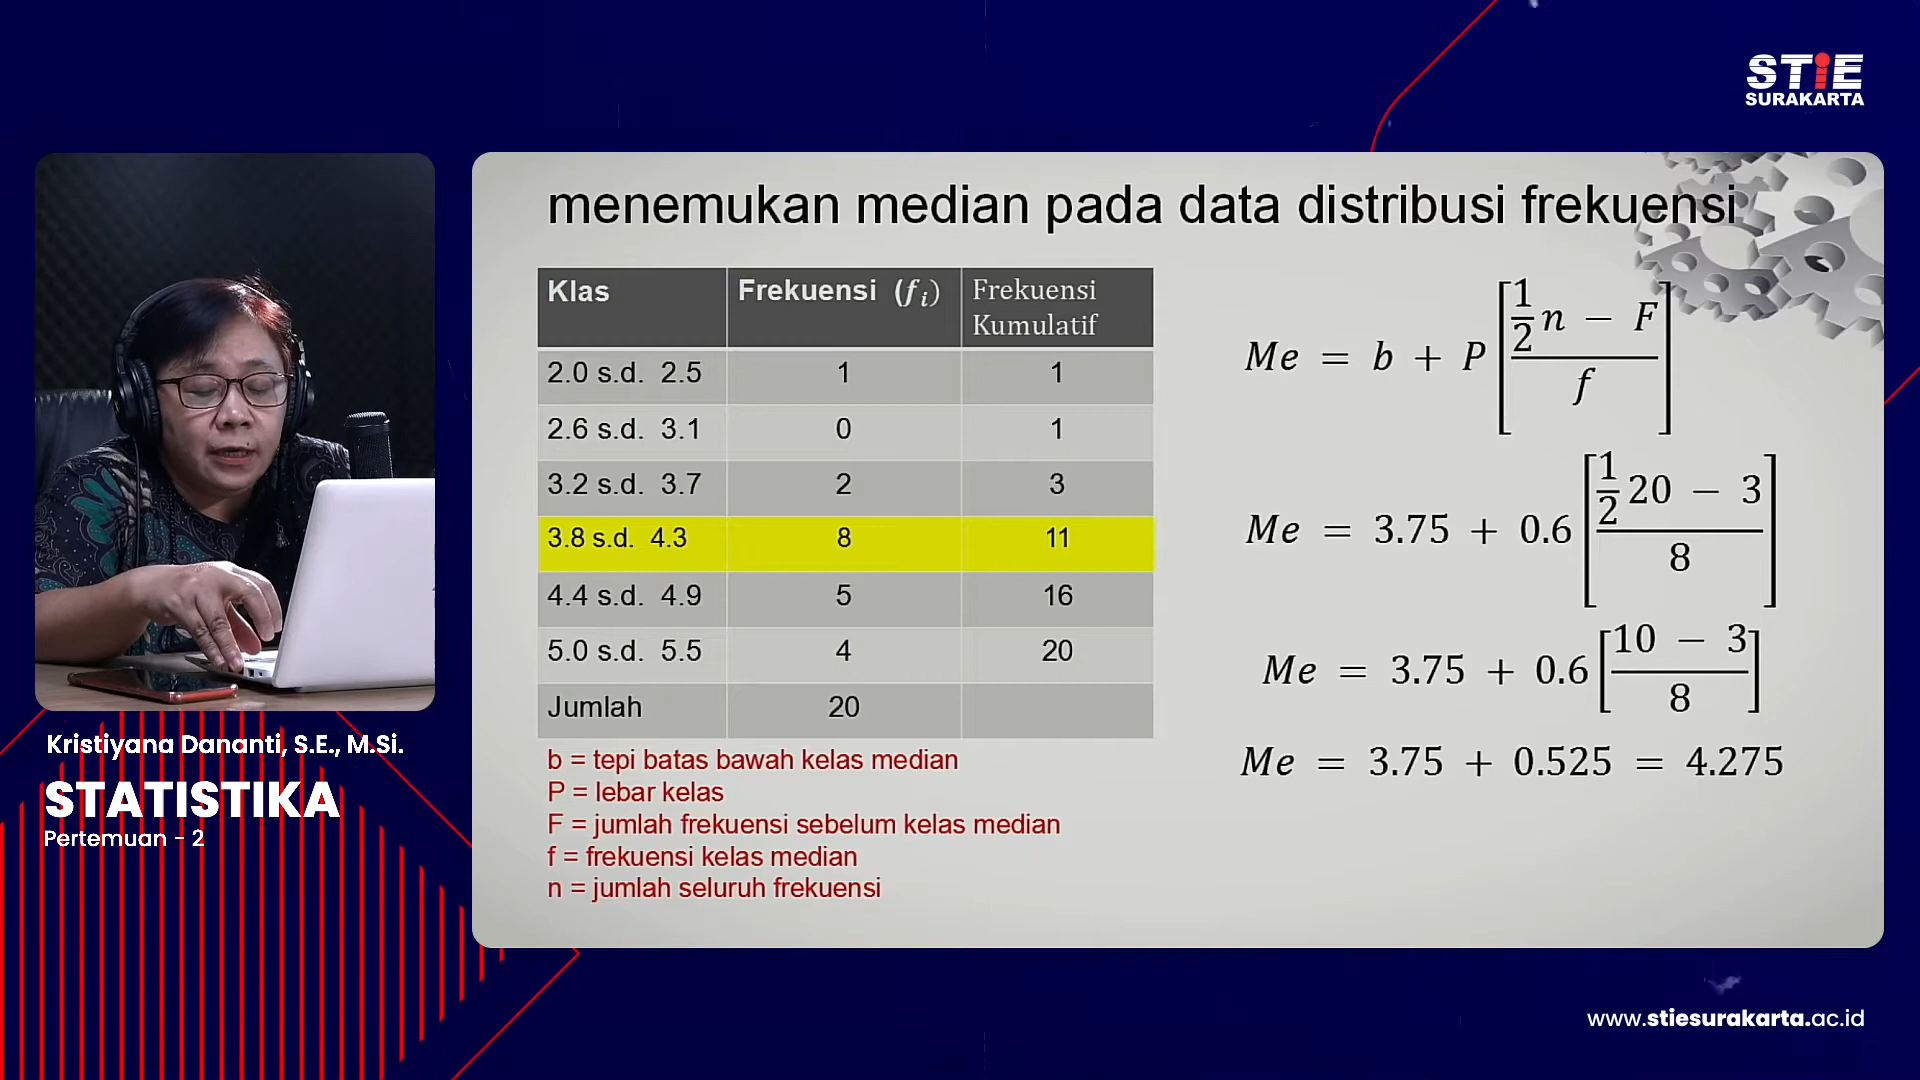 STiE
SURAKARTA
menemukan median pada data distribusi frekuensi
Klas Frekuensi (f_i) Frekuensi Kumulatif
2.0 s.d. 2.5 1 1
2.6 s.d. 3.1 0 1
3.2 s.d. 3.7 2 3
3.8 s.d. 4.3 8 11
4.4 s.d. 4.9 5 16
5.0 s.d. 5.5 4 20
Jumlah 20
b = tepi batas bawah kelas median
P = lebar kelas
F = jumlah frekuensi sebelum kelas median
f = frekuensi kelas median
n = jumlah seluruh frekuensi
Me = b + P [(1/2 n − F)/f]
Me = 3.75 + 0.6 [(1/2 20 − 3)/8]
Me = 3.75 + 0.6 [(10 − 3)/8]
Me = 3.75 + 0.525 = 4.275
Kristiyana Dananti, S.E., M.Si.
STATISTIKA
Pertemuan - 2
www.stiesurakarta.ac.id